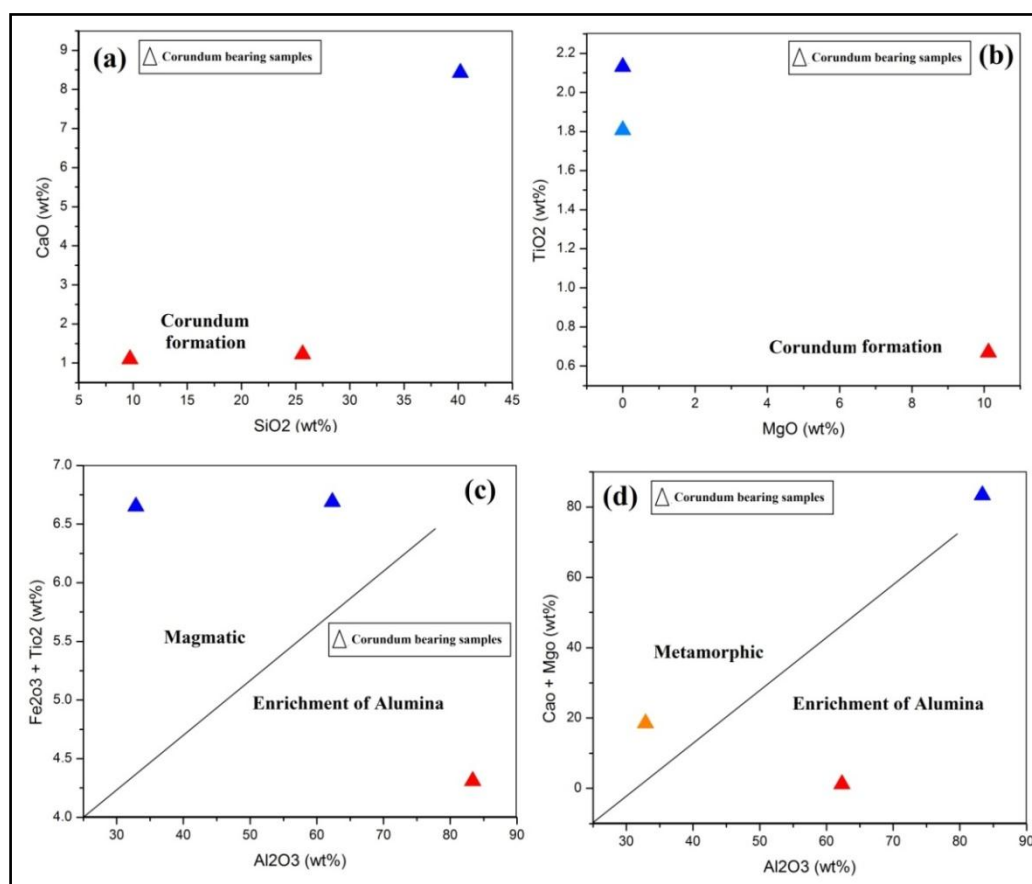 (a)
Corundum bearing samples
9
8
7
6
5
4
3
2
1
CaO (wt%)
Corundum
formation
5 10 15 20 25 30 35 40 45
SiO2 (wt%)
(b)
Corundum bearing samples
2.2
2.0
1.8
1.6
1.4
1.2
1.0
0.8
0.6
TiO2 (wt%)
Corundum formation
0 2 4 6 8 10
MgO (wt%)
(c)
7.0
6.5
6.0
5.5
5.0
4.5
4.0
Fe2o3 + Tio2 (wt%)
Magmatic
Corundum bearing samples
Enrichment of Alumina
30 40 50 60 70 80 90
Al2O3 (wt%)
(d)
Corundum bearing samples
80
60
40
20
0
Cao + Mgo (wt%)
Metamorphic
Enrichment of Alumina
30 40 50 60 70 80 90
Al2O3 (wt%)